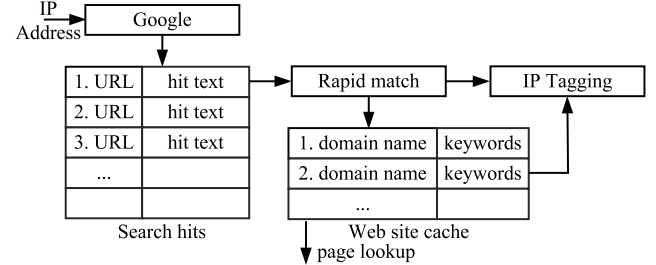 IP
Address
Google
1. URL hit text
2. URL hit text
3. URL hit text
...
Search hits
Rapid match
IP Tagging
1. domain name keywords
2. domain name keywords
...
Web site cache
page lookup